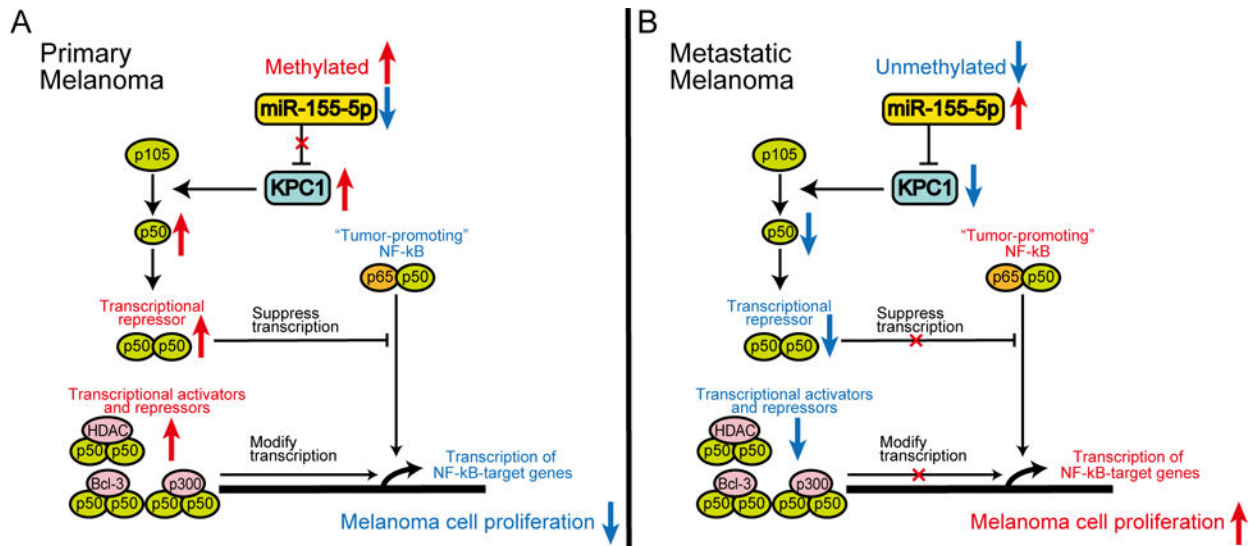 A
Primary
Melanoma
Methylated
miR-155-5p
p105
KPC1
p50
"Tumor-promoting"
NF-kB
p65 p50
Transcriptional
repressor
p50 p50
Suppress
transcription
Transcriptional activators
and repressors
HDAC
p50 p50
Bcl-3
p50 p50
p300
p50 p50
Modify
transcription
Transcription of
NF-kB-target genes
Melanoma cell proliferation
B
Metastatic
Melanoma
Unmethylated
miR-155-5p
p105
KPC1
p50
"Tumor-promoting"
NF-kB
p65 p50
Transcriptional
repressor
p50 p50
Suppress
transcription
Transcriptional activators
and repressors
HDAC
p50 p50
Bcl-3
p50 p50
p300
p50 p50
Modify
transcription
Transcription of
NF-kB-target genes
Melanoma cell proliferation